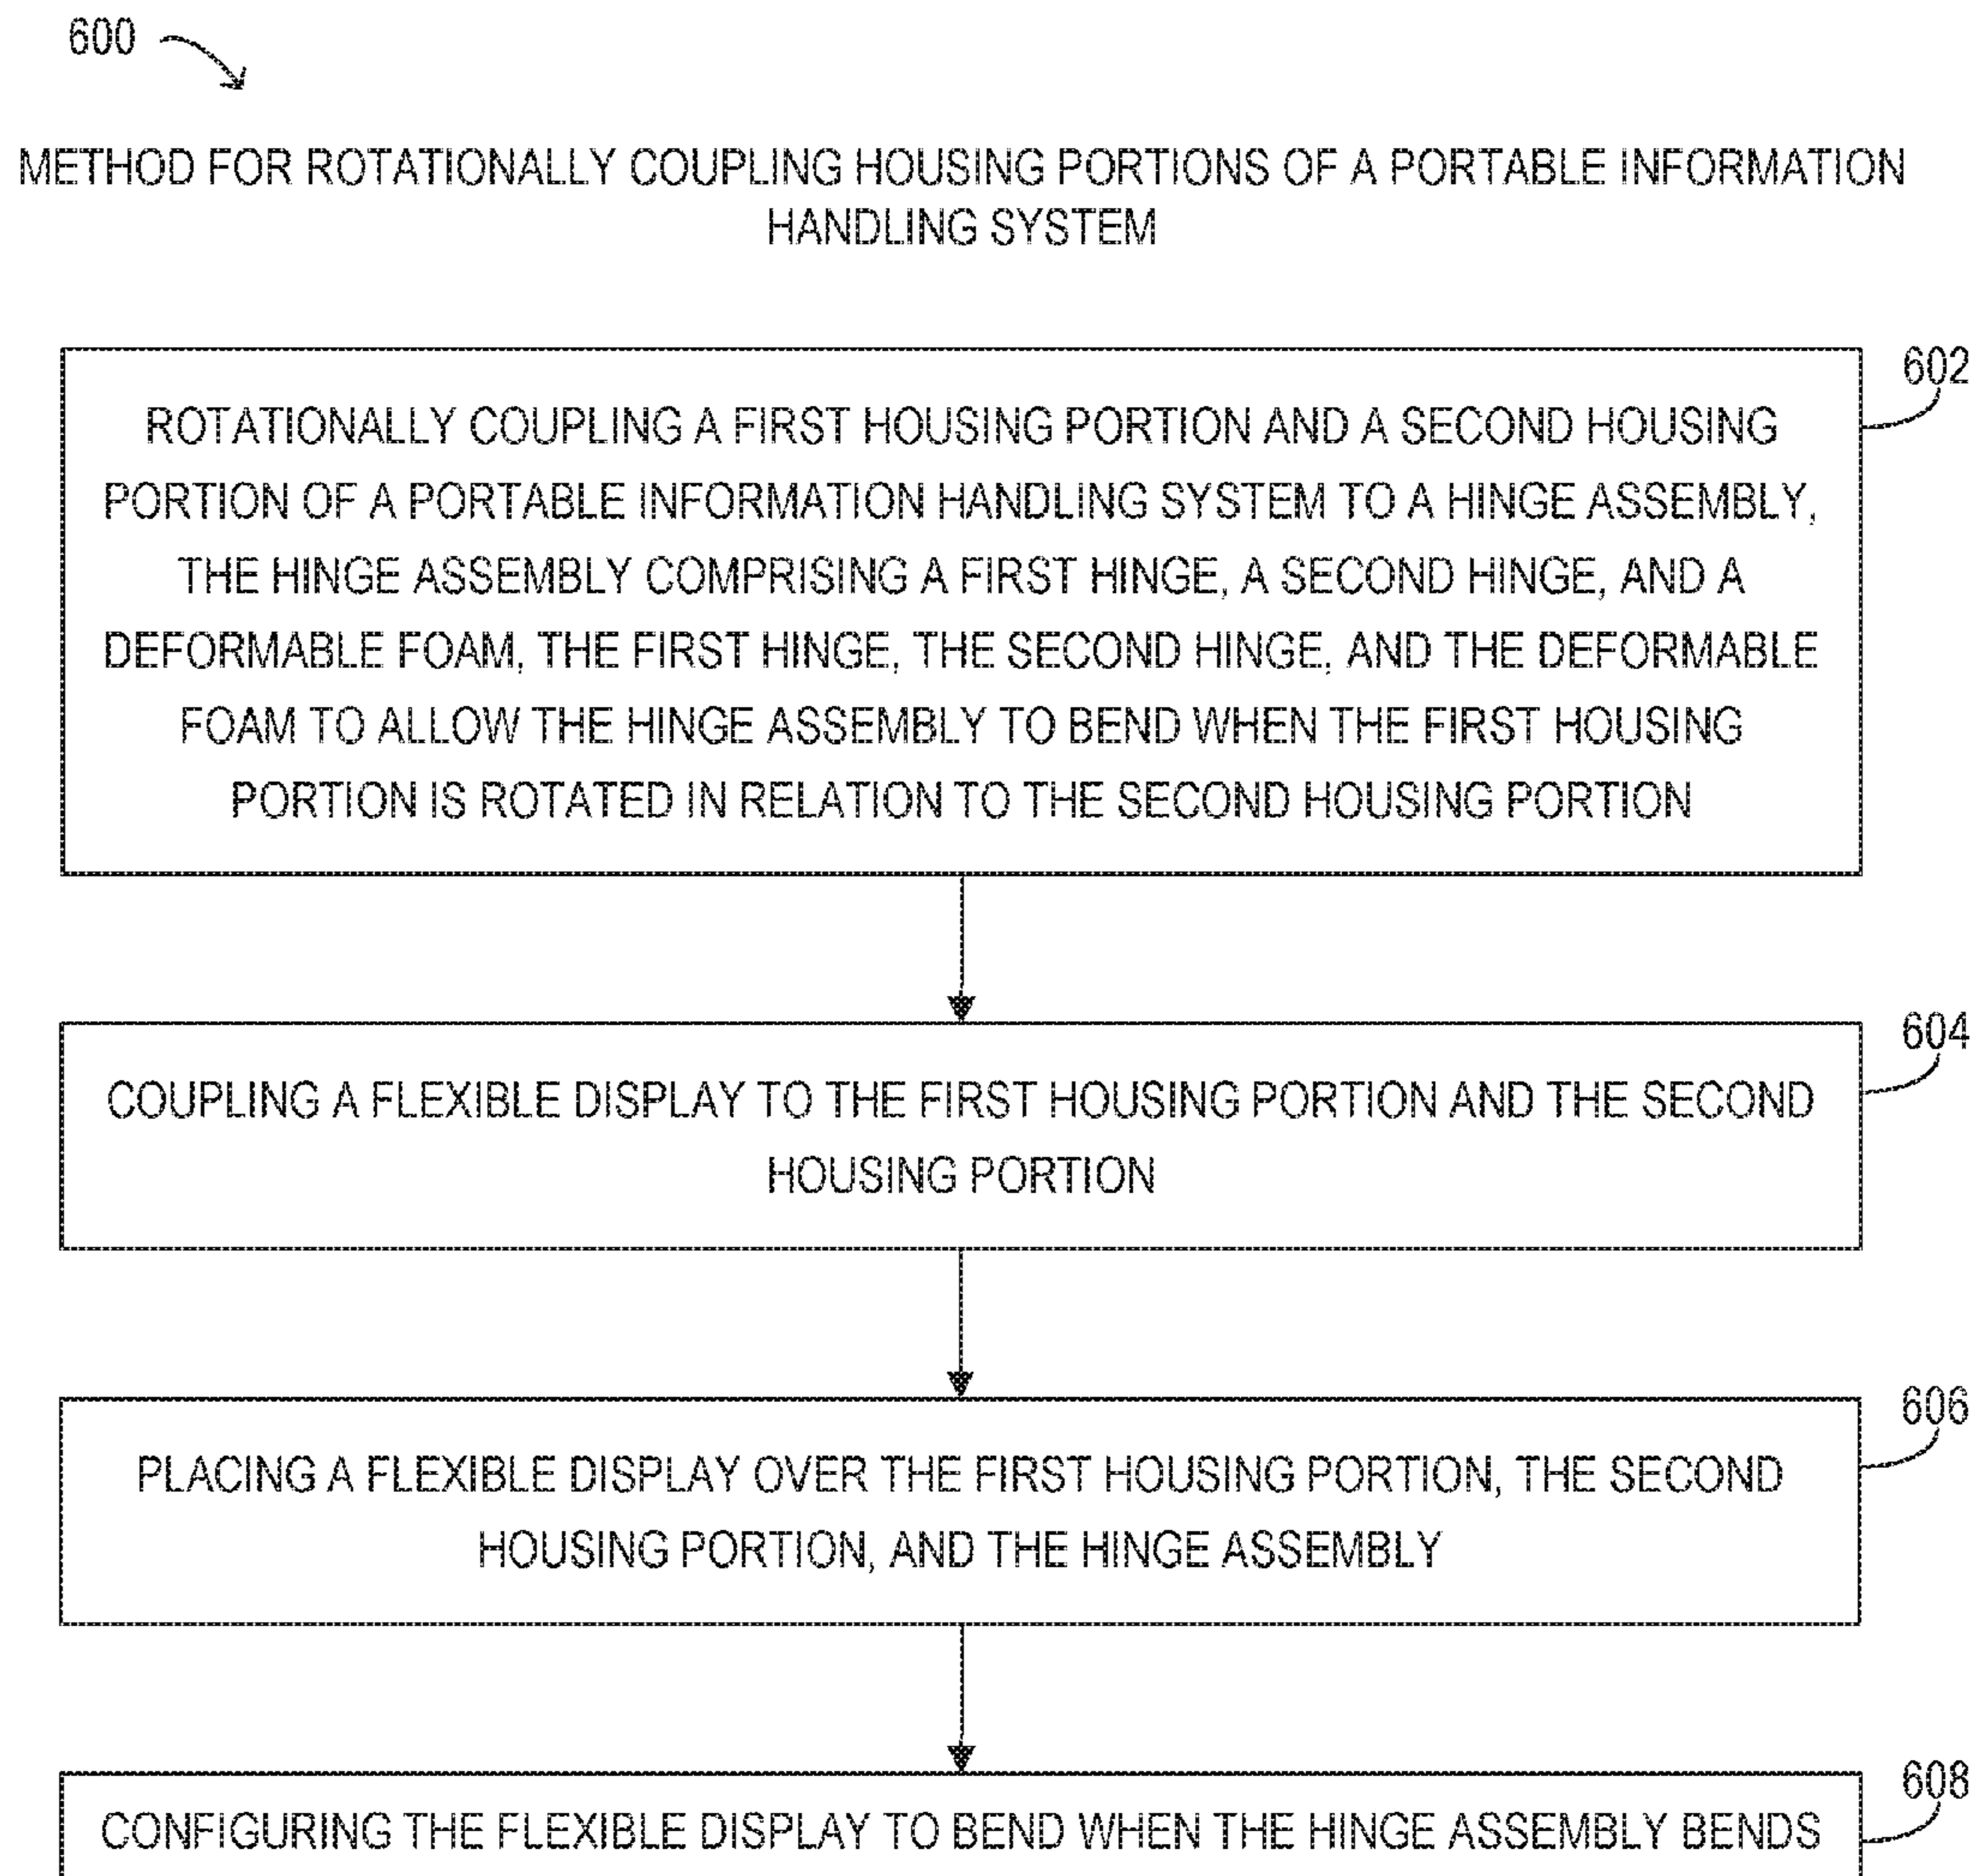 600
METHOD FOR ROTATIONALLY COUPLING HOUSING PORTIONS OF A PORTABLE INFORMATION
HANDLING SYSTEM
602
ROTATIONALLY COUPLING A FIRST HOUSING PORTION AND A SECOND HOUSING
PORTION OF A PORTABLE INFORMATION HANDLING SYSTEM TO A HINGE ASSEMBLY,
THE HINGE ASSEMBLY COMPRISING A FIRST HINGE, A SECOND HINGE, AND A
DEFORMABLE FOAM, THE FIRST HINGE, THE SECOND HINGE, AND THE DEFORMABLE
FOAM TO ALLOW THE HINGE ASSEMBLY TO BEND WHEN THE FIRST HOUSING
PORTION IS ROTATED IN RELATION TO THE SECOND HOUSING PORTION
604
COUPLING A FLEXIBLE DISPLAY TO THE FIRST HOUSING PORTION AND THE SECOND
HOUSING PORTION
606
PLACING A FLEXIBLE DISPLAY OVER THE FIRST HOUSING PORTION, THE SECOND
HOUSING PORTION, AND THE HINGE ASSEMBLY
608
CONFIGURING THE FLEXIBLE DISPLAY TO BEND WHEN THE HINGE ASSEMBLY BENDS